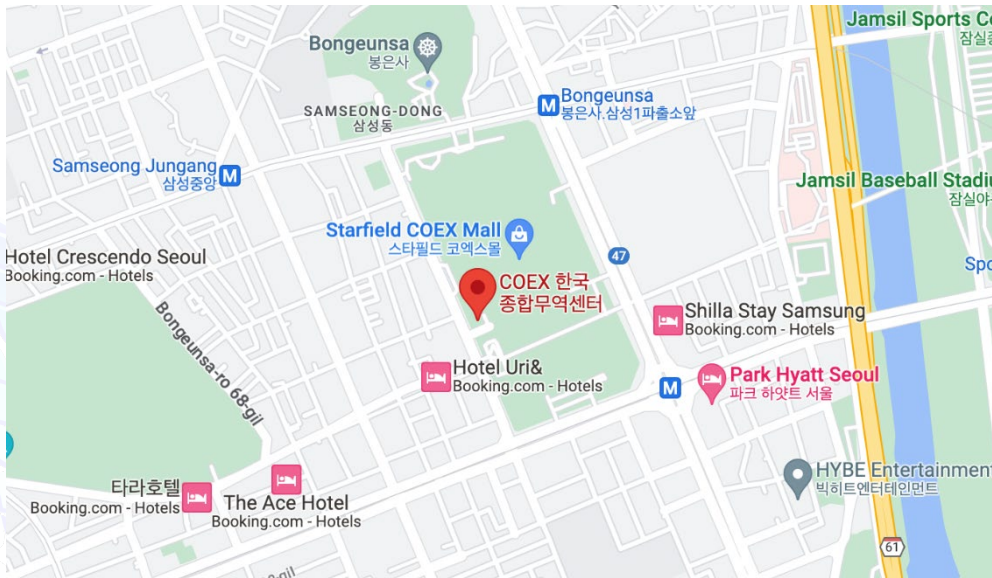 Jamsil Sports Co
잠실종
Bongeunsa
봉은사
Bongeunsa
봉은사.삼성1파출소앞
SAMSEONG-DONG
삼성동
Samseong Jungang
삼성중앙
Jamsil Baseball Stadiu
잠실야
Starfield COEX Mall
스타필드 코엑스몰
47
Hotel Crescendo Seoul
Booking.com - Hotels
Spo
COEX 한국
종합무역센터
Shilla Stay Samsung
Booking.com - Hotels
Bongeunsa-ro 68-gil
Hotel Uri&
Booking.com - Hotels
Park Hyatt Seoul
파크 하얏트 서울
HYBE Entertainment
빅히트엔터테인먼트
타라호텔
Booking.com - Hotels
The Ace Hotel
Booking.com - Hotels
61